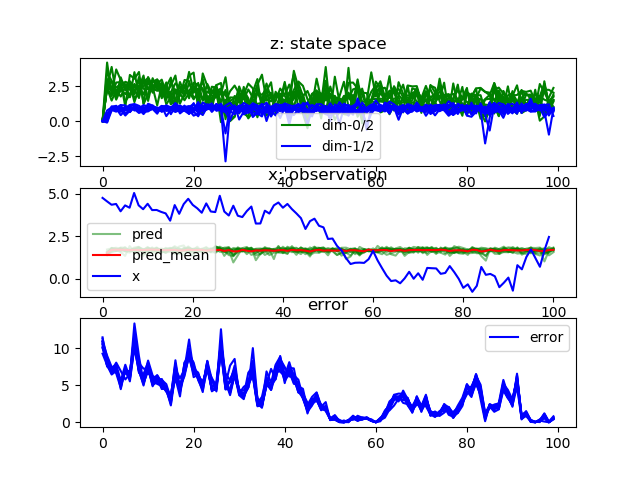 z: state space
2.5
0.0
−2.5
dim-0/2
dim-1/2
0 20 40 60 80 100
x: observation
5.0
2.5
0.0
pred
pred_mean
x
0 20 40 60 80 100
error
10
5
0
error
0 20 40 60 80 100